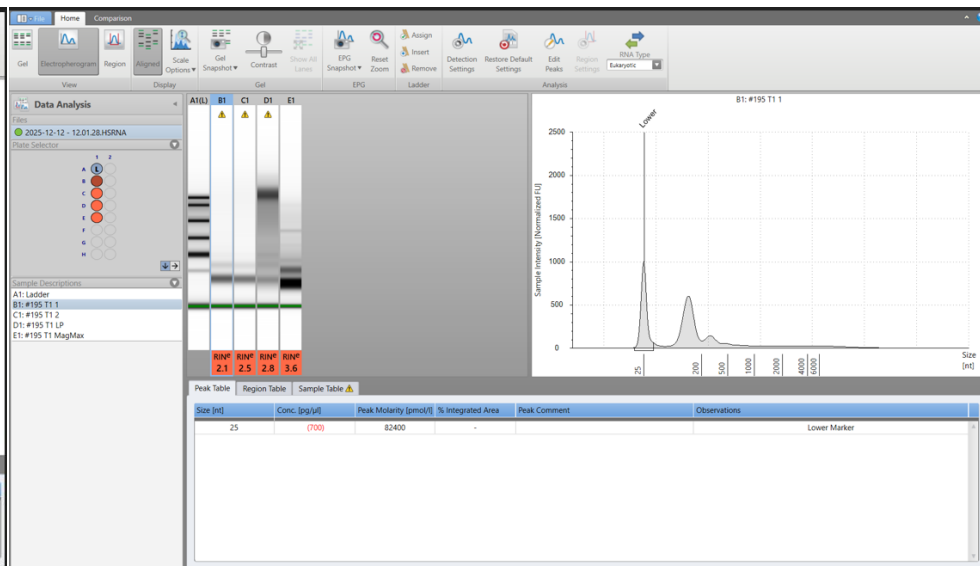 File Home Comparison
Gel Electropherogram Region Aligned Scale Options Gel Snapshot Contrast Show All Lanes EPG Snapshot Reset Zoom Assign Insert Remove Detection Settings Restore Default Settings Edit Peaks Region Settings RNA Type Eukaryotic
View Display Gel EPG Ladder Analysis
Data Analysis
Files
2025-12-12 - 12.01.28.HSRNA
Plate Selector
1 2
A L
B
C
D
E
F
G
H
Sample Descriptions
A1: Ladder
B1: #195 T1 1
C1: #195 T1 2
D1: #195 T1 LP
E1: #195 T1 MagMax
A1(L) B1 C1 D1 E1
RINe RINe RINe RINe
2.1 2.5 2.8 3.6
B1: #195 T1 1
Lower
Sample Intensity [Normalized FU]
2500
2000
1500
1000
500
0
25 200 500 1000 2000 4000 6000
Size [nt]
Peak Table Region Table Sample Table
Size [nt] Conc. [pg/µl] Peak Molarity [pmol/l] % Integrated Area Peak Comment Observations
25 (700) 82400 - Lower Marker